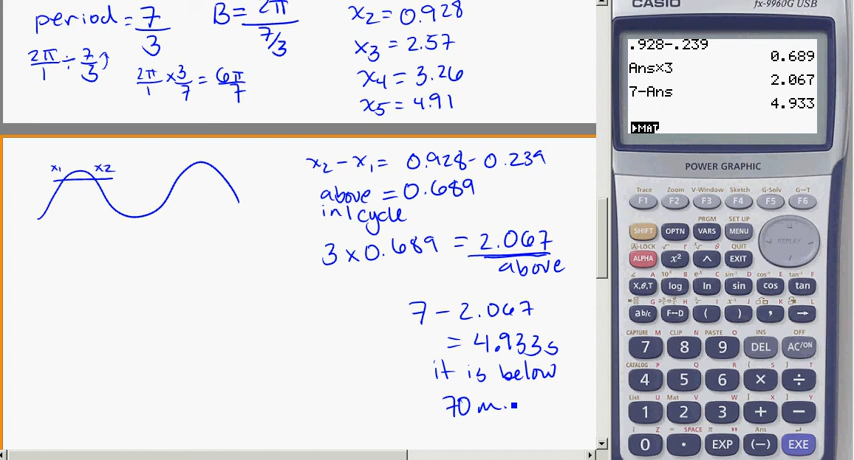 period = 7/3
B = 2π / 7/3
2π/1 ÷ 7/3
2π/1 × 3/7 = 6π/7
x2 = 0.928
x3 = 2.57
x4 = 3.26
x5 = 4.91
x1 x2
x2 - x1 = 0.928 - 0.239
above = 0.689
in 1 cycle
3 × 0.689 = 2.067
above
7 - 2.067
= 4.933s
it is below
70 m.
CASIO fx-9960G USB
.928-.239
0.689
Ans×3
2.067
7-Ans
4.933
▶MAT
POWER GRAPHIC
Trace Zoom V-Window Sketch G-Solv G↔T
F1 F2 F3 F4 F5 F6
PRGM SET UP
SHIFT OPTN VARS MENU
REPLAY
A-LOCK QUIT
ALPHA x² ^ EXIT
X,θ,T log ln sin cos tan
ab/c F↔D ( ) , →
CAPTURE CLIP PASTE INS OFF
7 8 9 DEL AC/ON
CATALOG
4 5 6 × ÷
List Mat
1 2 3 + −
SPACE Ans
0 . EXP (−) EXE